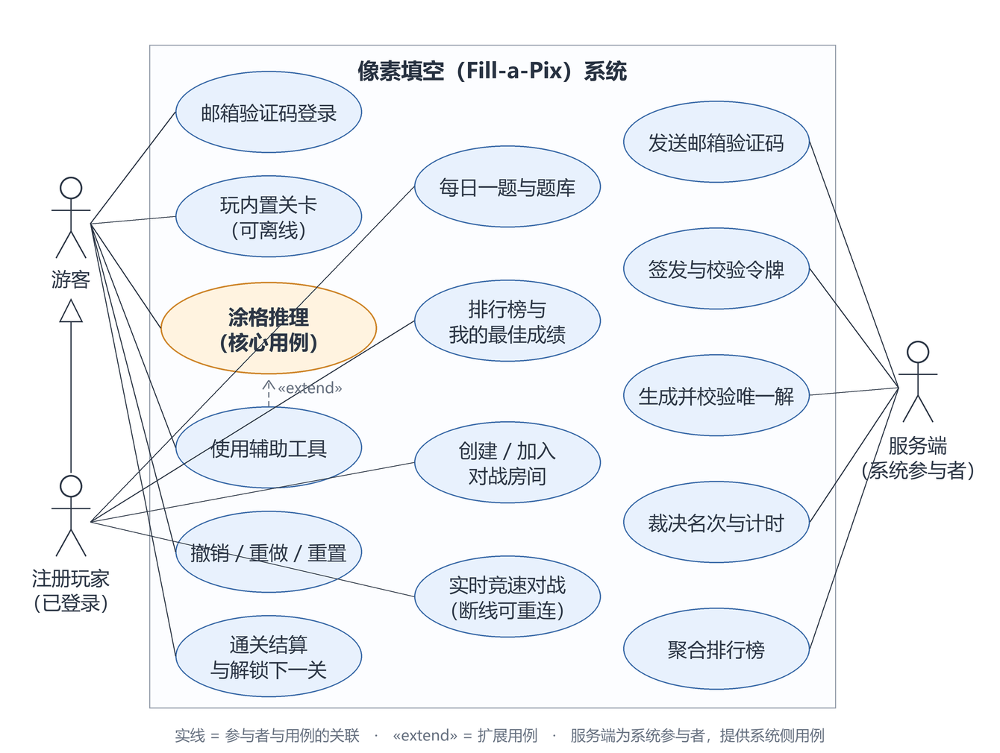 像素填空（Fill-a-Pix）系统
邮箱验证码登录
玩内置关卡
（可离线）
涂格推理
（核心用例）
«extend»
使用辅助工具
撤销 / 重做 / 重置
通关结算
与解锁下一关
每日一题与题库
排行榜与
我的最佳成绩
创建 / 加入
对战房间
实时竞速对战
（断线可重连）
发送邮箱验证码
签发与校验令牌
生成并校验唯一解
裁决名次与计时
聚合排行榜
游客
注册玩家
（已登录）
服务端
（系统参与者）
实线 = 参与者与用例的关联 · «extend» = 扩展用例 · 服务端为系统参与者，提供系统侧用例